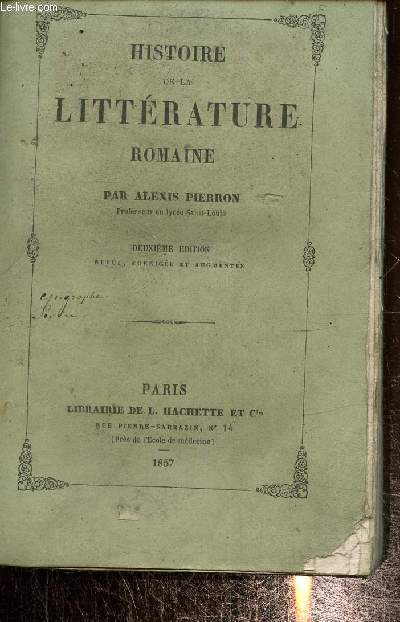 Le-livre.com
HISTOIRE
DE LA
LITTÉRATURE
ROMAINE
PAR ALEXIS PIERRON
Professeur au lycée Saint-Louis
DEUXIÈME ÉDITION
REVUE, CORRIGÉE ET AUGMENTÉE
PARIS
LIBRAIRIE DE L. HACHETTE ET Cie
RUE PIERRE-SARRAZIN, N° 14
(Près de l'École de médecine)
1857